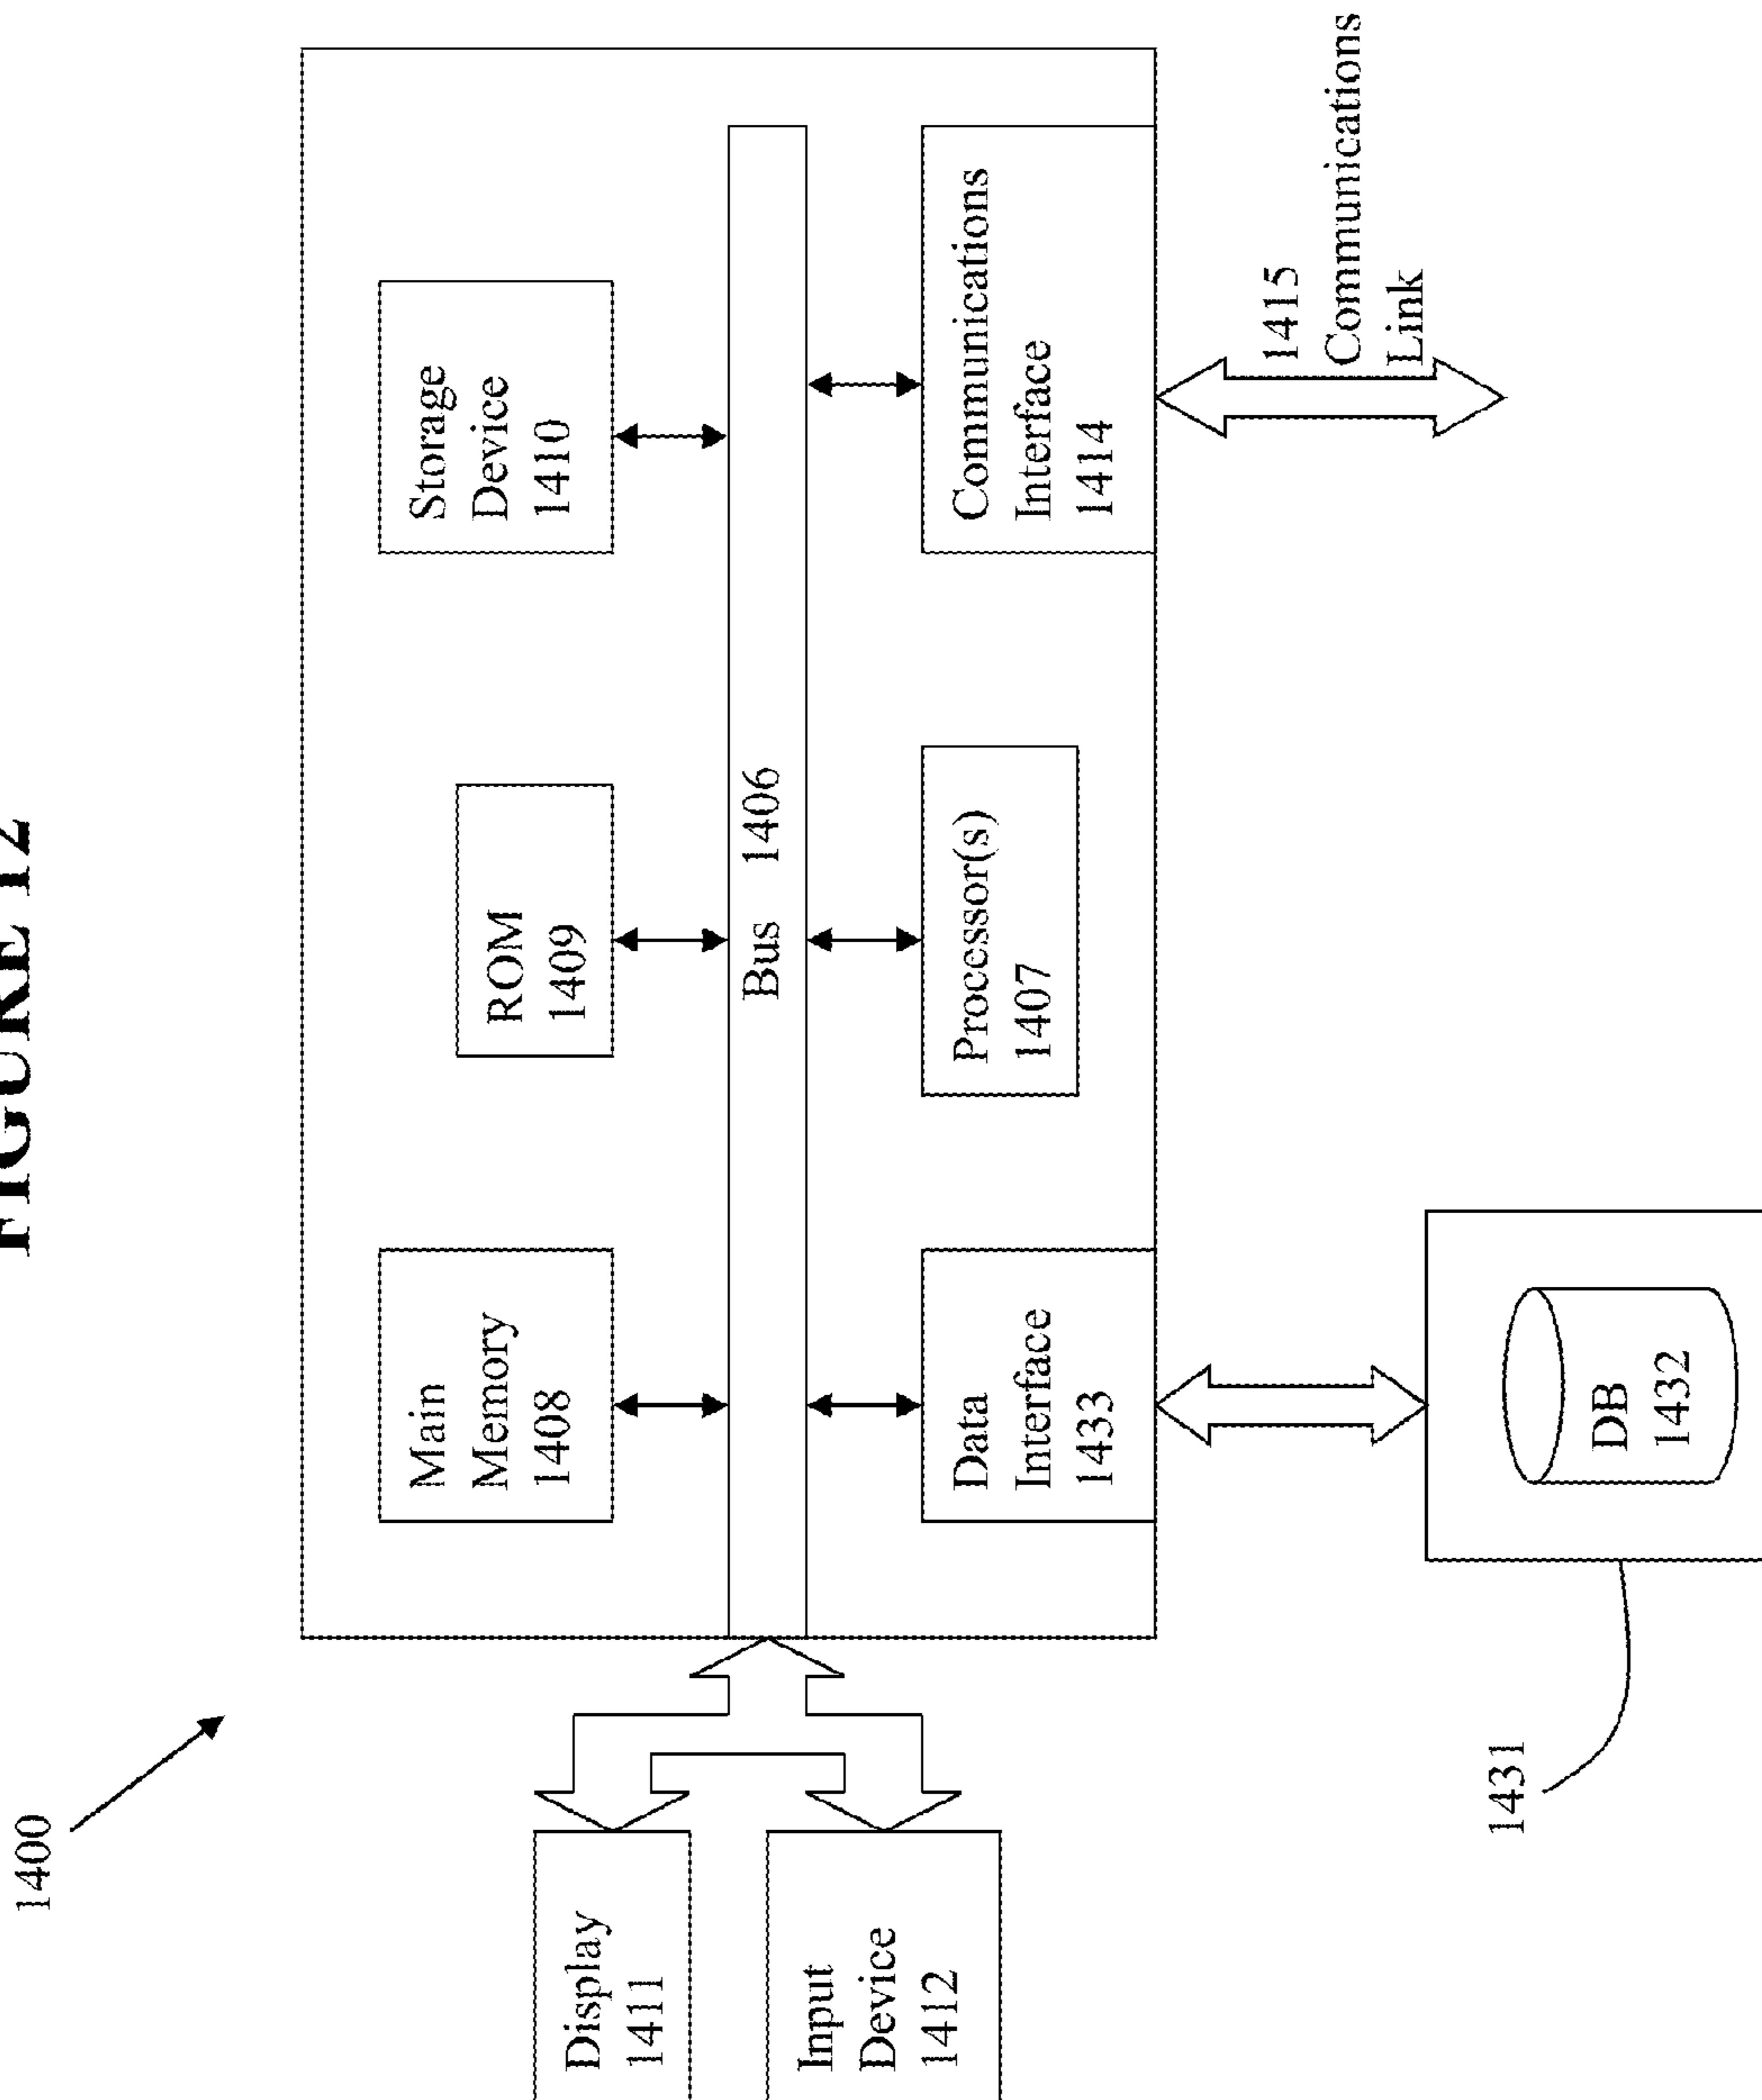 FIGURE 12
1400
Main
Memory
1408
ROM
1409
Storage
Device
1410
Display
1411
Bus 1406
Input
Device
1412
Data
Interface
1433
Processor(s)
1407
Communications
Interface
1414
1415
Communications
Link
1431
DB
1432